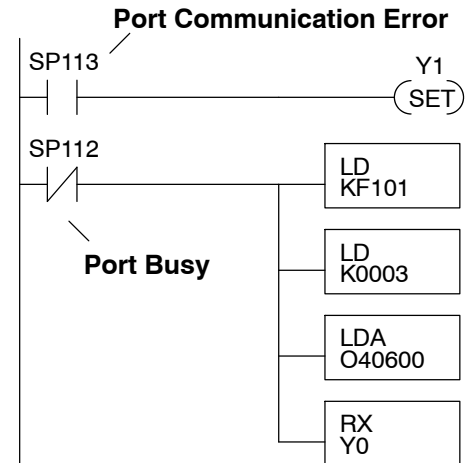 Port Communication Error
SP113
Y1
SET
SP112
Port Busy
LD
KF101
LD
K0003
LDA
O40600
RX
Y0